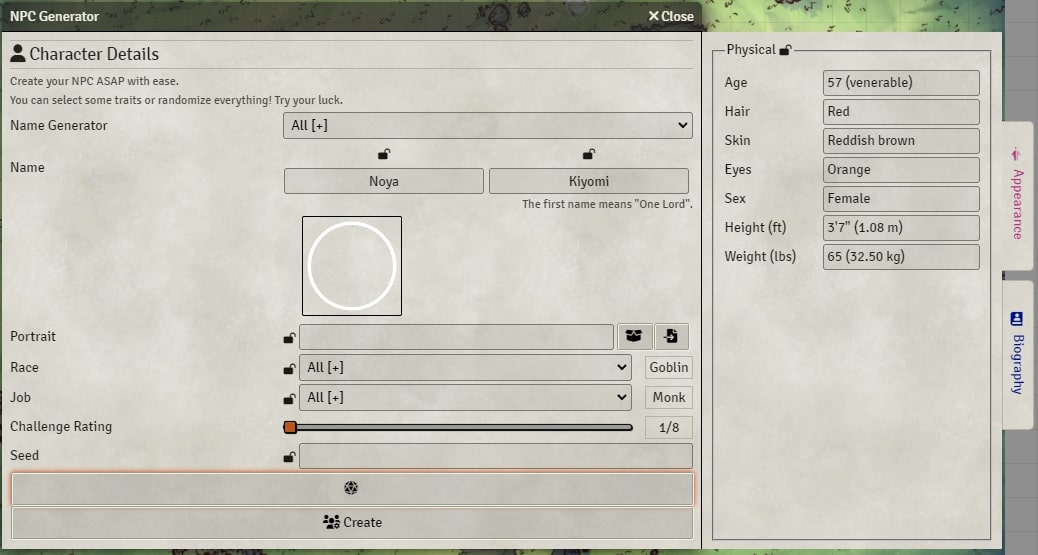 NPC Generator
Close
Character Details
Create your NPC ASAP with ease.
You can select some traits or randomize everything! Try your luck.
Name Generator
All [+]
Name
Noya
Kiyomi
The first name means "One Lord".
Portrait
Race
All [+]
Goblin
Job
All [+]
Monk
Challenge Rating
1/8
Seed
Create
Physical
Age
57 (venerable)
Hair
Red
Skin
Reddish brown
Eyes
Orange
Sex
Female
Height (ft)
3'7" (1.08 m)
Weight (lbs)
65 (32.50 kg)
Appearance
Biography